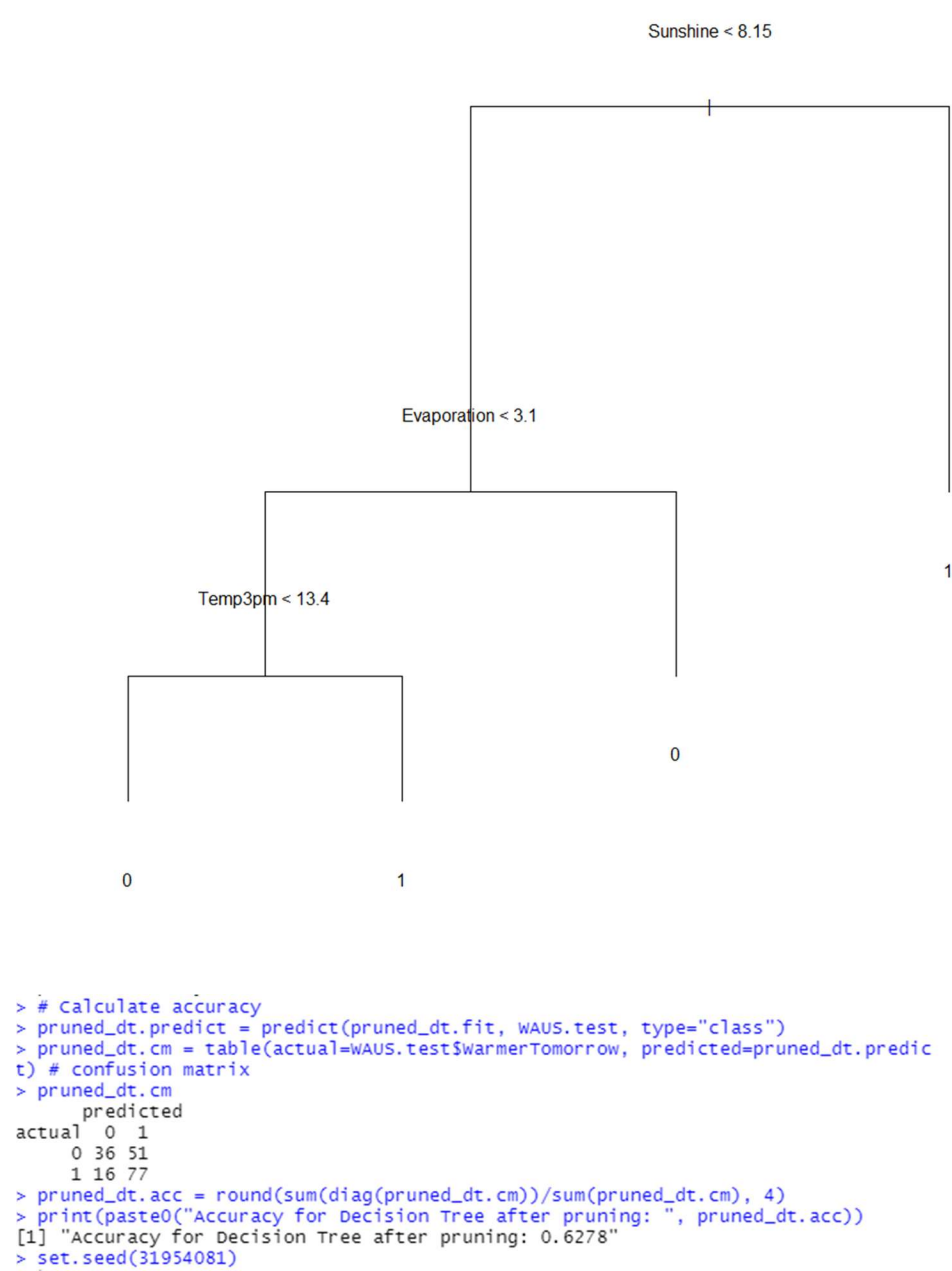 Sunshine < 8.15
Evaporation < 3.1
Temp3pm < 13.4
1
0
0 1
> # Calculate accuracy
> pruned_dt.predict = predict(pruned_dt.fit, WAUS.test, type="class")
> pruned_dt.cm = table(actual=WAUS.test$WarmerTomorrow, predicted=pruned_dt.predic
t) # confusion matrix
> pruned_dt.cm
predicted
actual 0 1
0 36 51
1 16 77
> pruned_dt.acc = round(sum(diag(pruned_dt.cm))/sum(pruned_dt.cm), 4)
> print(paste0("Accuracy for Decision Tree after pruning: ", pruned_dt.acc))
[1] "Accuracy for Decision Tree after pruning: 0.6278"
> set.seed(31954081)